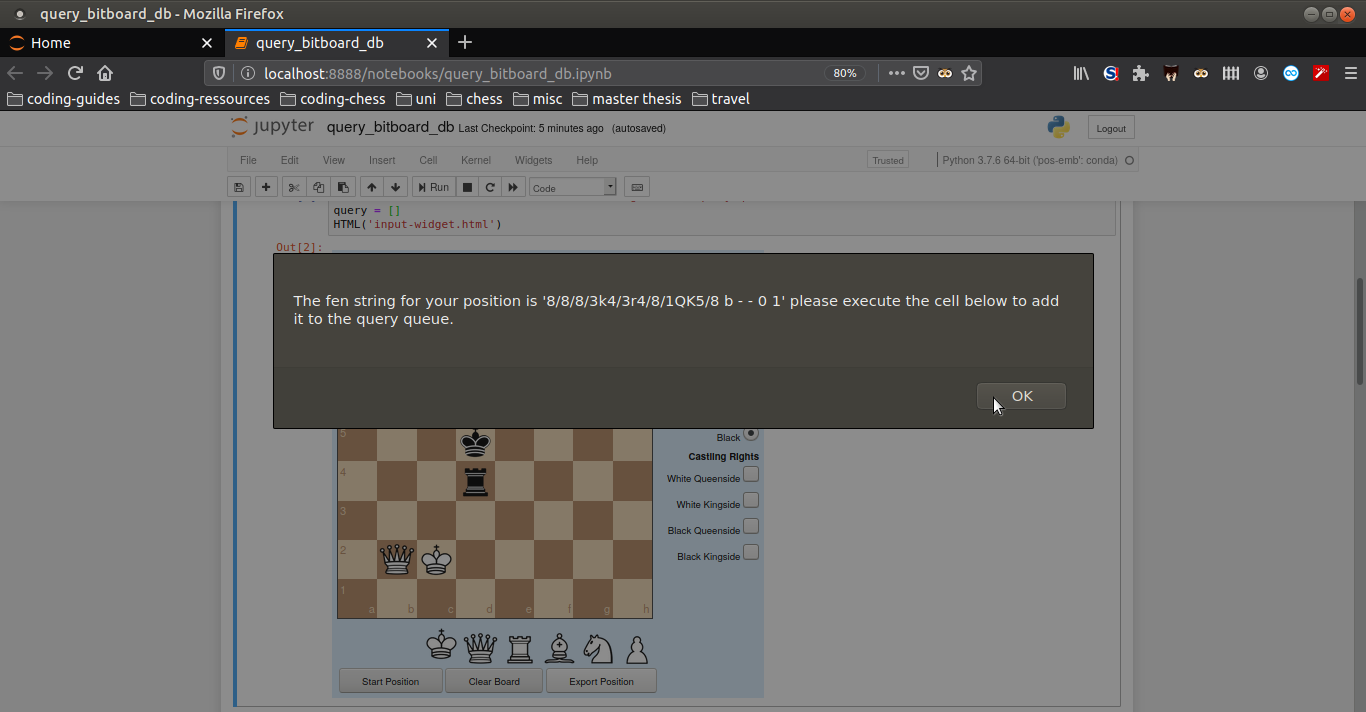 query_bitboard_db - Mozilla Firefox
Home
query_bitboard_db
localhost:8888/notebooks/query_bitboard_db.ipynb
80%
coding-guides coding-ressources coding-chess uni chess misc master thesis travel
jupyter query_bitboard_db Last Checkpoint: 5 minutes ago (autosaved)
Logout
File Edit View Insert Cell Kernel Widgets Help
Trusted
Python 3.7.6 64-bit ('pos-emb': conda)
Run
Code
query = []
HTML('input-widget.html')
Out[2]:
The fen string for your position is '8/8/8/3k4/3r4/8/1QK5/8 b - - 0 1' please execute the cell below to add
it to the query queue.
OK
5
Black
Castling Rights
4
White Queenside
White Kingside
3
Black Queenside
2
Black Kingside
1
a b c d e f g h
Start Position Clear Board Export Position